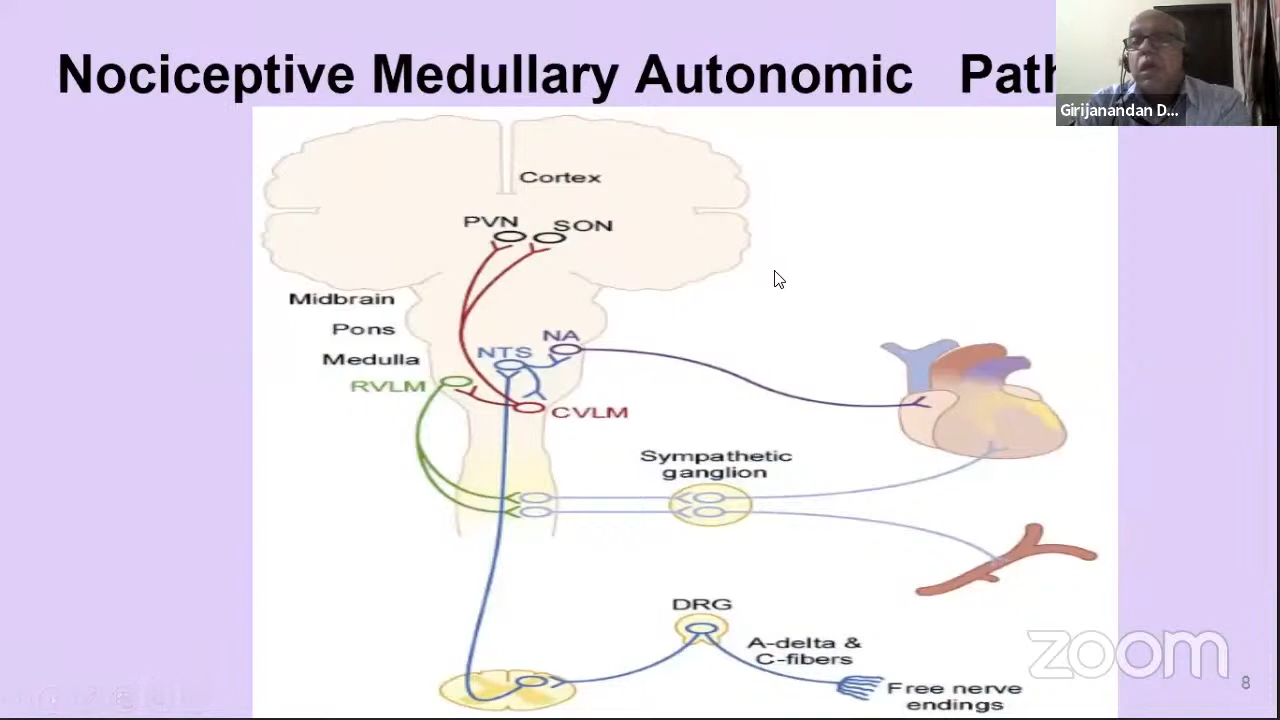 Nociceptive Medullary Autonomic Path
Girijanandan D...
Cortex
PVN
SON
Midbrain
Pons
NA
Medulla
NTS
RVLM
CVLM
Sympathetic
ganglion
DRG
A-delta &
C-fibers
Free nerve
endings
zoom
8